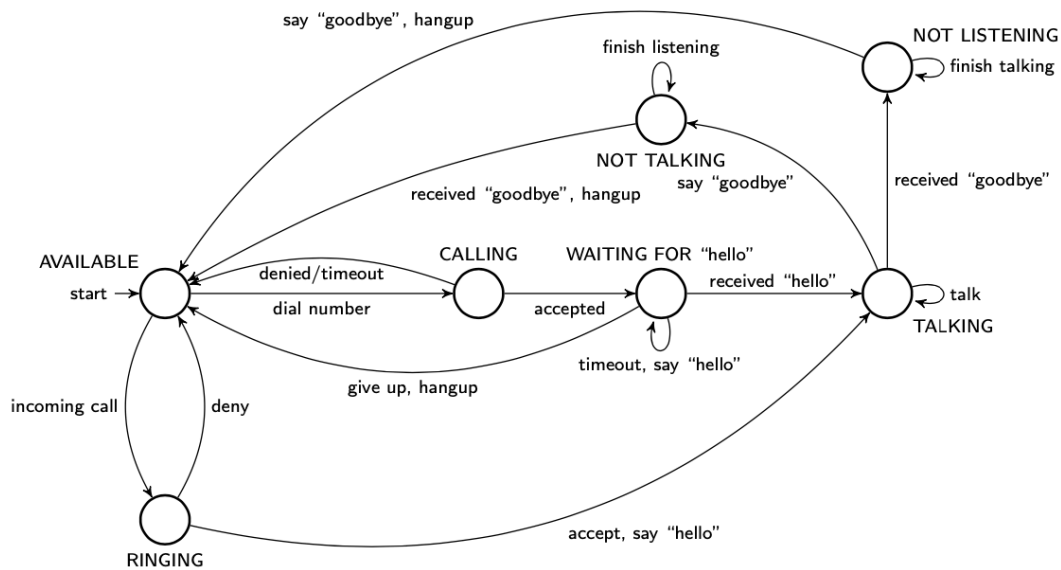 say “goodbye”, hangup
NOT LISTENING
finish listening
finish talking
NOT TALKING
say “goodbye”
received “goodbye”
received “goodbye”, hangup
AVAILABLE
CALLING
WAITING FOR “hello”
denied/timeout
received “hello”
start
talk
dial number
accepted
TALKING
timeout, say “hello”
give up, hangup
incoming call
deny
accept, say “hello”
RINGING